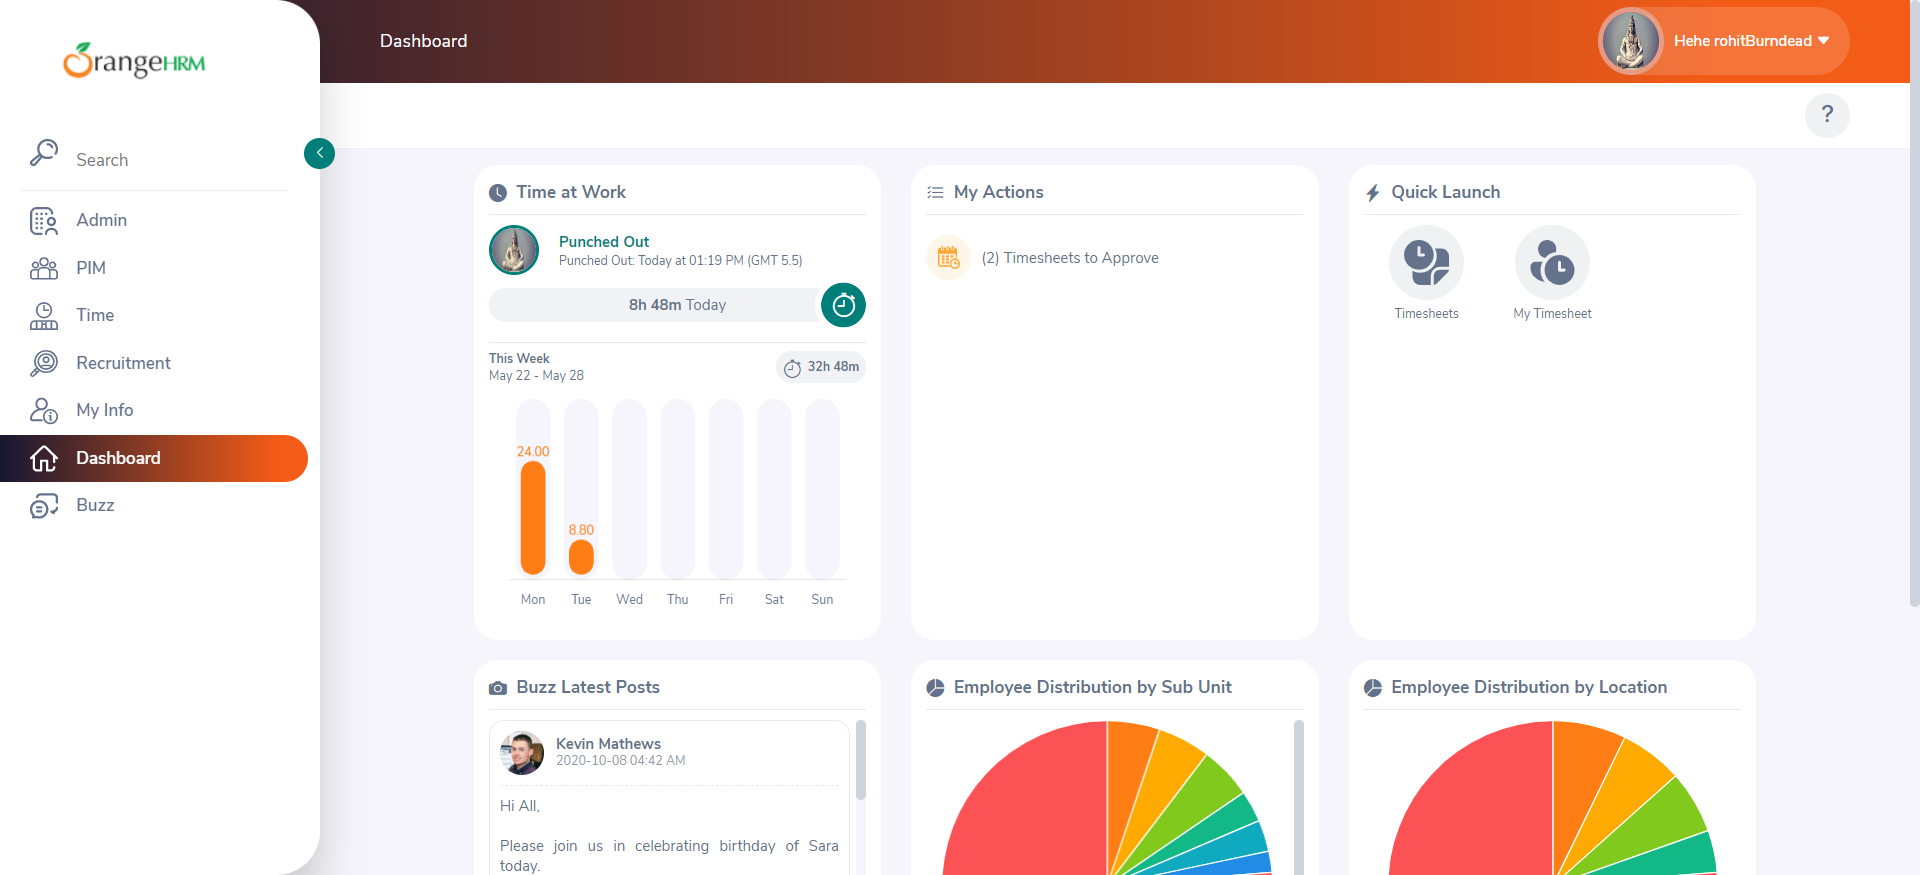 OrangeHRM
Search
Admin
PIM
Time
Recruitment
My Info
Dashboard
Buzz
Dashboard
Hehe rohitBurndead
?
Time at Work
Punched Out
Punched Out: Today at 01:19 PM (GMT 5.5)
8h 48m Today
This Week
May 22 - May 28
32h 48m
24.00
8.80
Mon Tue Wed Thu Fri Sat Sun
My Actions
(2) Timesheets to Approve
Quick Launch
Timesheets
My Timesheet
Buzz Latest Posts
Kevin Mathews
2020-10-08 04:42 AM
Hi All,
Please join us in celebrating birthday of Sara
today.
Employee Distribution by Sub Unit
Employee Distribution by Location